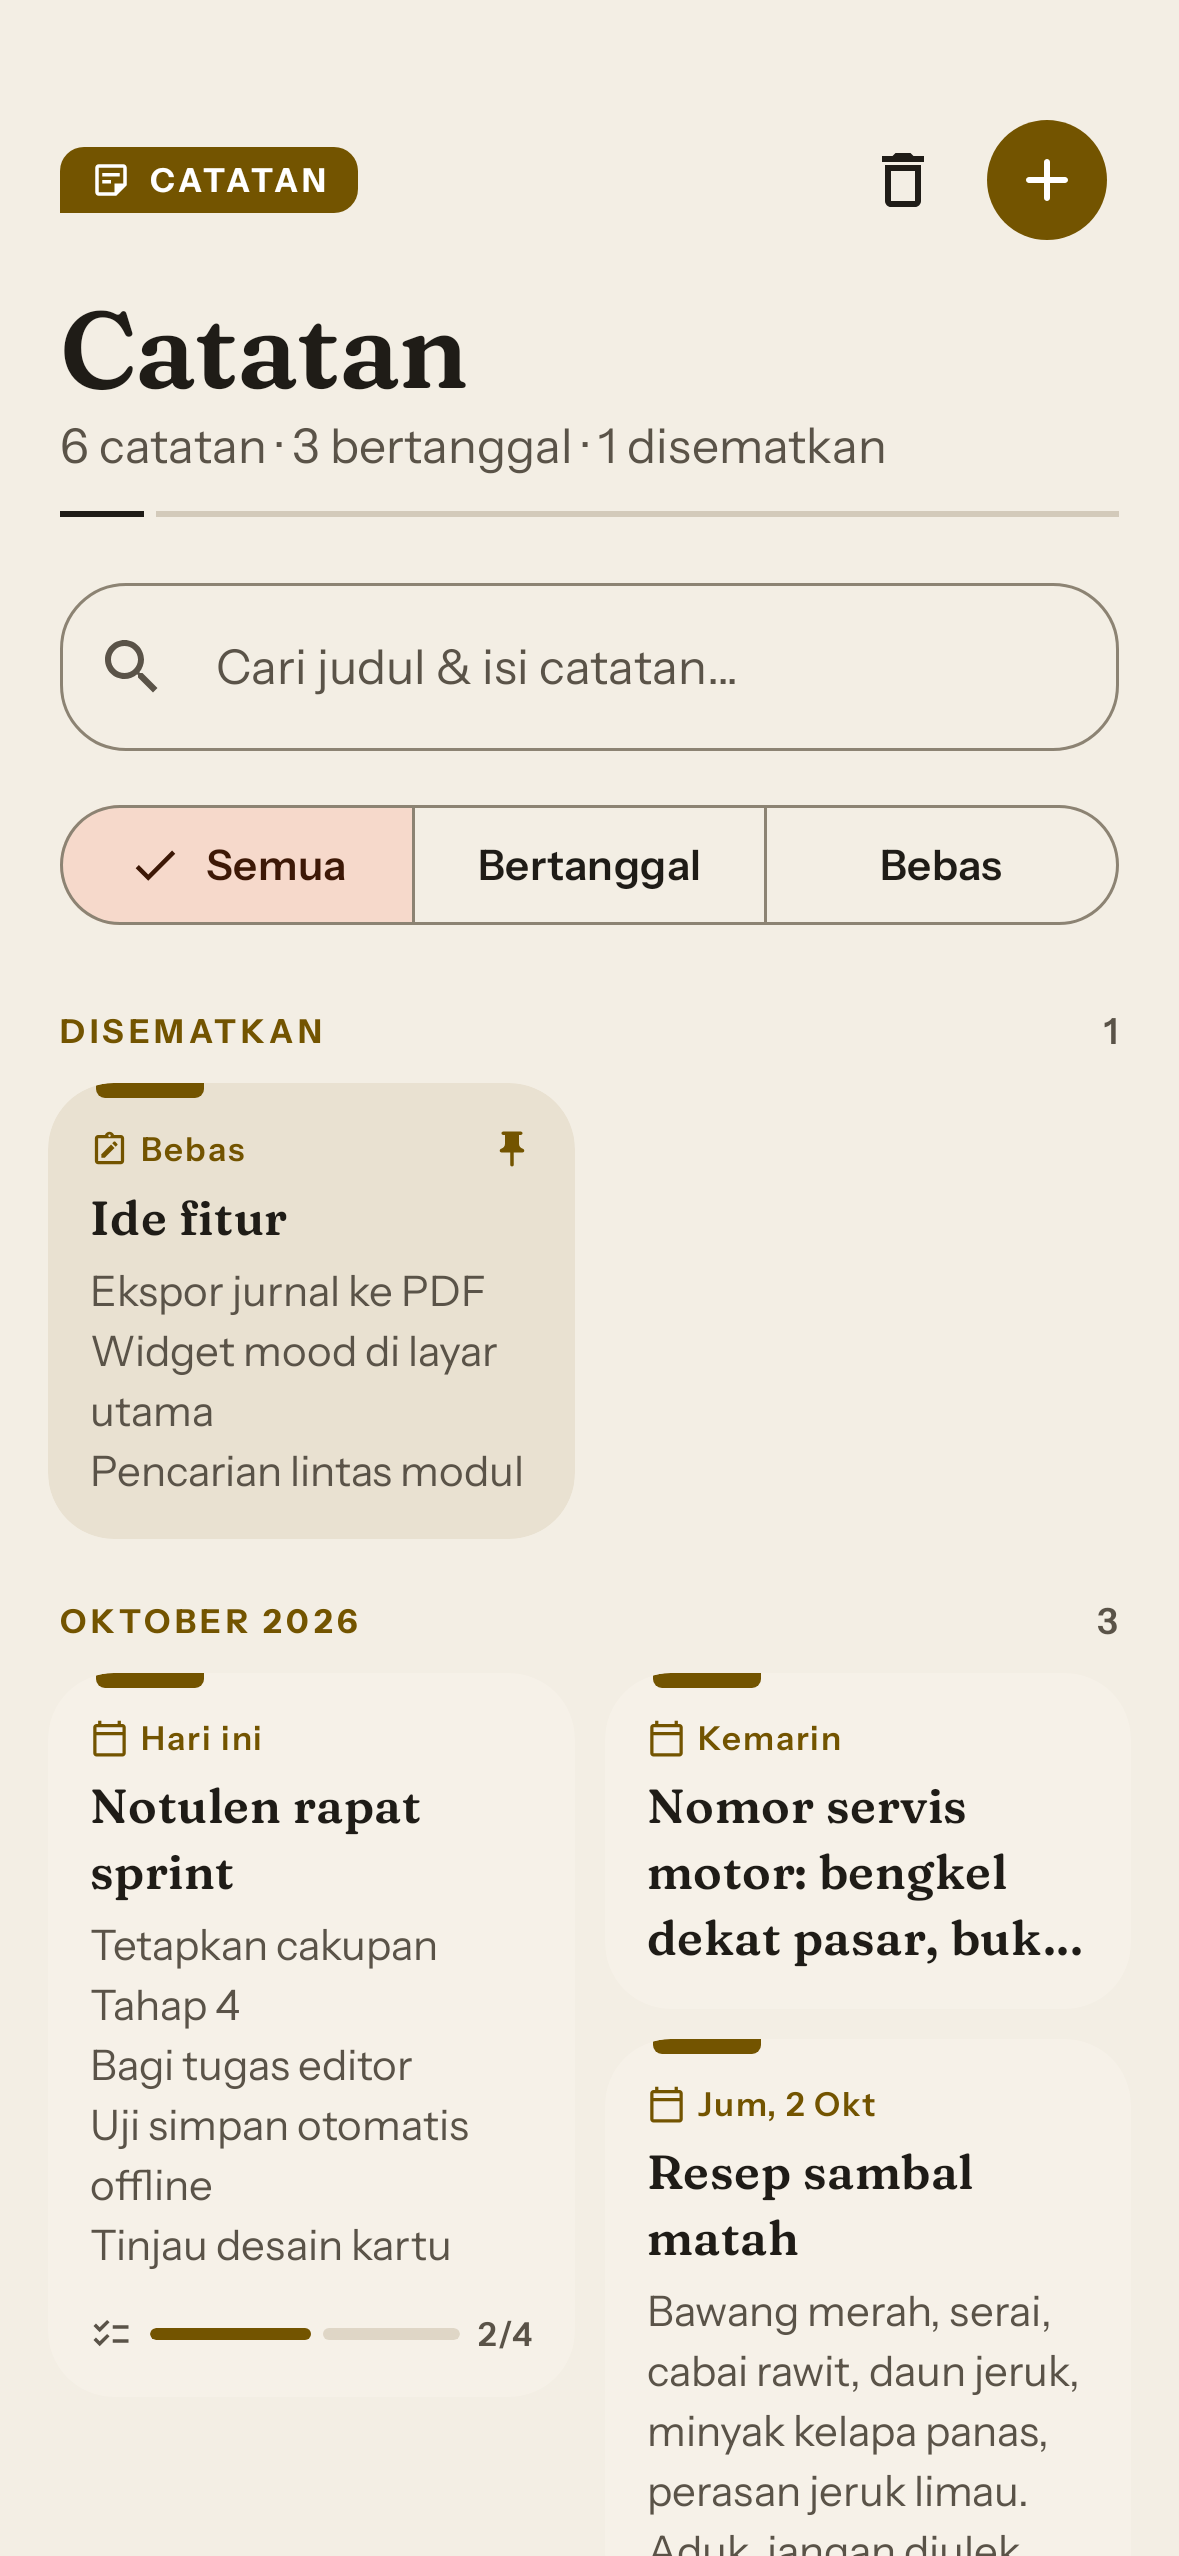 CATATAN
Catatan
6 catatan · 3 bertanggal · 1 disematkan
Cari judul & isi catatan...
Semua
Bertanggal
Bebas
DISEMATKAN
1
Bebas
Ide fitur
Ekspor jurnal ke PDF
Widget mood di layar
utama
Pencarian lintas modul
OKTOBER 2026
3
Hari ini
Notulen rapat
sprint
Tetapkan cakupan
Tahap 4
Bagi tugas editor
Uji simpan otomatis
offline
Tinjau desain kartu
2/4
Kemarin
Nomor servis
motor: bengkel
dekat pasar, buk...
Jum, 2 Okt
Resep sambal
matah
Bawang merah, serai,
cabai rawit, daun jeruk,
minyak kelapa panas,
perasan jeruk limau.
Aduk, jangan diulek